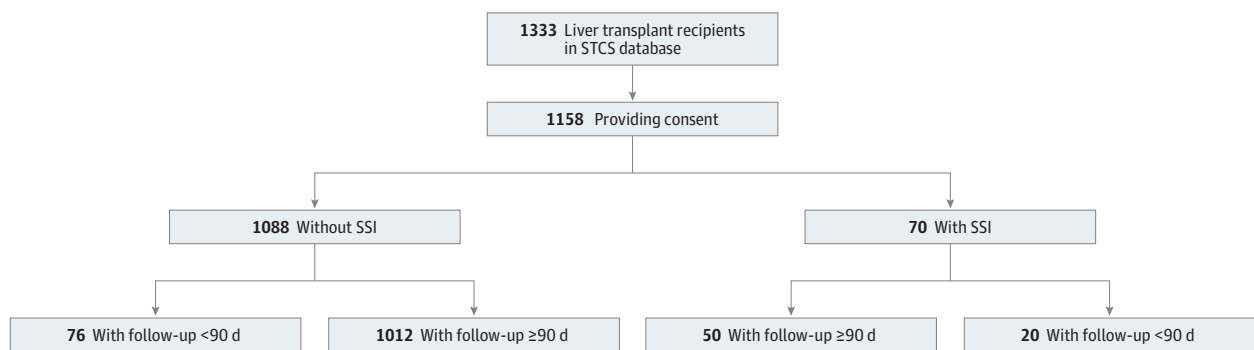 1333 Liver transplant recipients
in STCS database
1158 Providing consent
1088 Without SSI
70 With SSI
76 With follow-up <90 d
1012 With follow-up ≥90 d
50 With follow-up ≥90 d
20 With follow-up <90 d